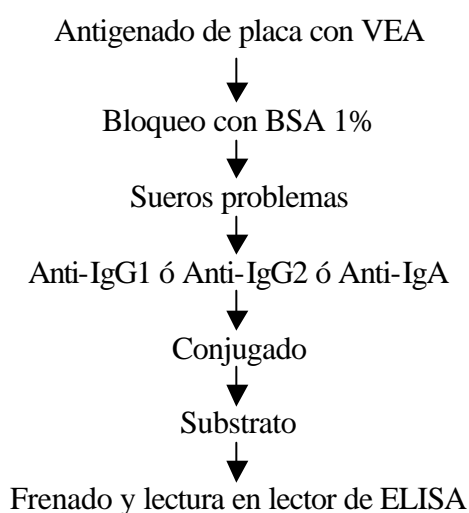 Antigenado de placa con VEA
Bloqueo con BSA 1%
Sueros problemas
Anti-IgG1 ó Anti-IgG2 ó Anti-IgA
Conjugado
Substrato
Frenado y lectura en lector de ELISA